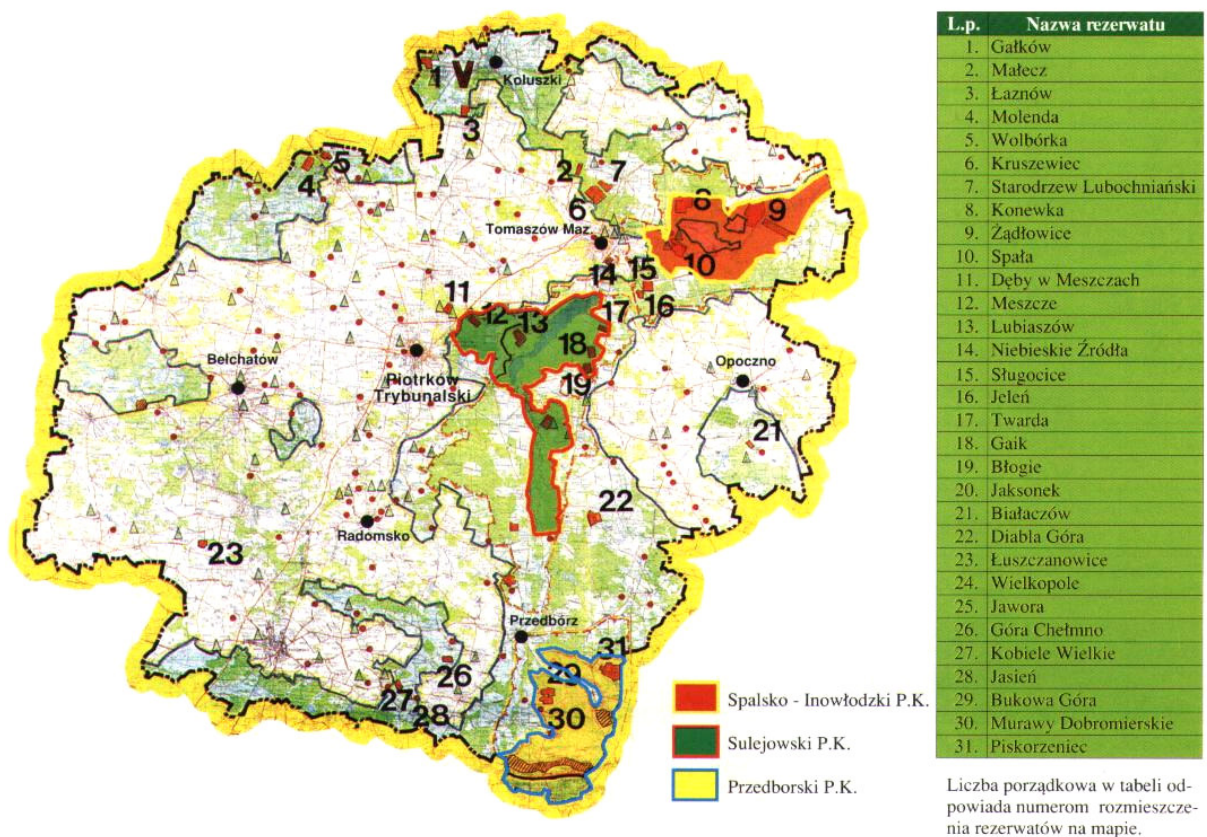 1
V
Koluszki
3
5
4
2
7
6
8
9
Tomaszów Maz.
10
14
15
11
12
13
17
16
18
Bełchatów
Piotrków
Trybunalski
19
Opoczno
21
22
Radomsko
23
Przedbórz
31
26
29
27
28
30
Spalsko - Inowłodzki P.K.
Sulejowski P.K.
Przedborski P.K.
L.p. Nazwa rezerwatu
1. Gałków
2. Małecz
3. Łaznów
4. Molenda
5. Wolbórka
6. Kruszewiec
7. Starodrzew Lubochniański
8. Konewka
9. Żądłowice
10. Spała
11. Dęby w Meszczach
12. Meszcze
13. Lubiaszów
14. Niebieskie Źródła
15. Sługocice
16. Jeleń
17. Twarda
18. Gaik
19. Błogie
20. Jaksonek
21. Białaczów
22. Diabla Góra
23. Łuszczanowice
24. Wielkopole
25. Jawora
26. Góra Chełmno
27. Kobiele Wielkie
28. Jasień
29. Bukowa Góra
30. Murawy Dobromierskie
31. Piskorzeniec
Liczba porządkowa w tabeli od-
powiada numerom rozmieszcze-
nia rezerwatów na mapie.